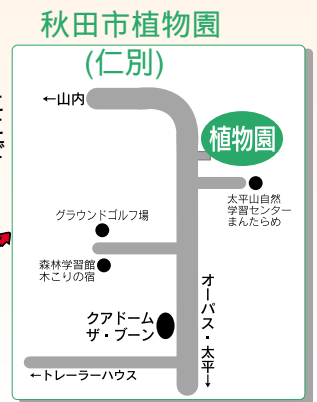 秋田市植物園
(仁別)
←山内
植物園
太平山自然
学習センター
まんたらめ
グラウンドゴルフ場
森林学習館
木こりの宿
クアドーム
ザ・ブーン
オーパス・太平→
←トレーラーハウス